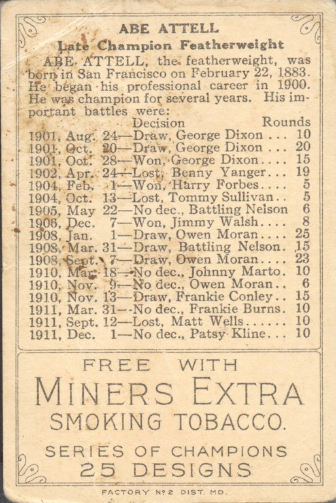 ABE ATTELL
Late Champion Featherweight
ABE ATTELL, the featherweight, was
born in San Francisco on February 22, 1883.
He began his professional career in 1900.
He was champion for several years. His im-
portant battles were:
Decision Rounds
1901, Aug. 24—Draw, George Dixon ... 10
1901, Oct. 20—Draw, George Dixon ... 20
1901, Oct. 28—Won, George Dixon .... 15
1902, Apr. 24—Lost, Benny Yanger... 19
1904, Feb. 1—Won, Harry Forbes.... 5
1904, Oct. 13—Lost, Tommy Sullivan.. 5
1905, May 22—No dec., Battling Nelson 6
1906, Dec. 7—Won, Jimmy Walsh.... 8
1908, Jan. 1—Draw, Owen Moran.... 25
1908, Mar. 31—Draw, Battling Nelson. 15
1908, Sept. 7—Draw, Owen Moran.... 23
1910, Mar. 18—No dec., Johnny Marto. 10
1910, Nov. 9—No dec., Owen Moran.. 6
1910, Nov. 13—Draw, Frankie Conley.. 15
1911, Mar. 31—No dec., Frankie Burns. 10
1911, Sept. 12—Lost, Matt Wells...... 10
1911, Dec. 1—No dec., Patsy Kline... 10
FREE WITH
MINERS EXTRA
SMOKING TOBACCO.
SERIES OF CHAMPIONS
25 DESIGNS
FACTORY No 2 DIST. MD.